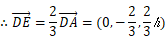 ∴ \overrightarrow{DE} = \frac{2}{3}\overrightarrow{DA} = (0, -\frac{2}{3}, \frac{2}{3}h)